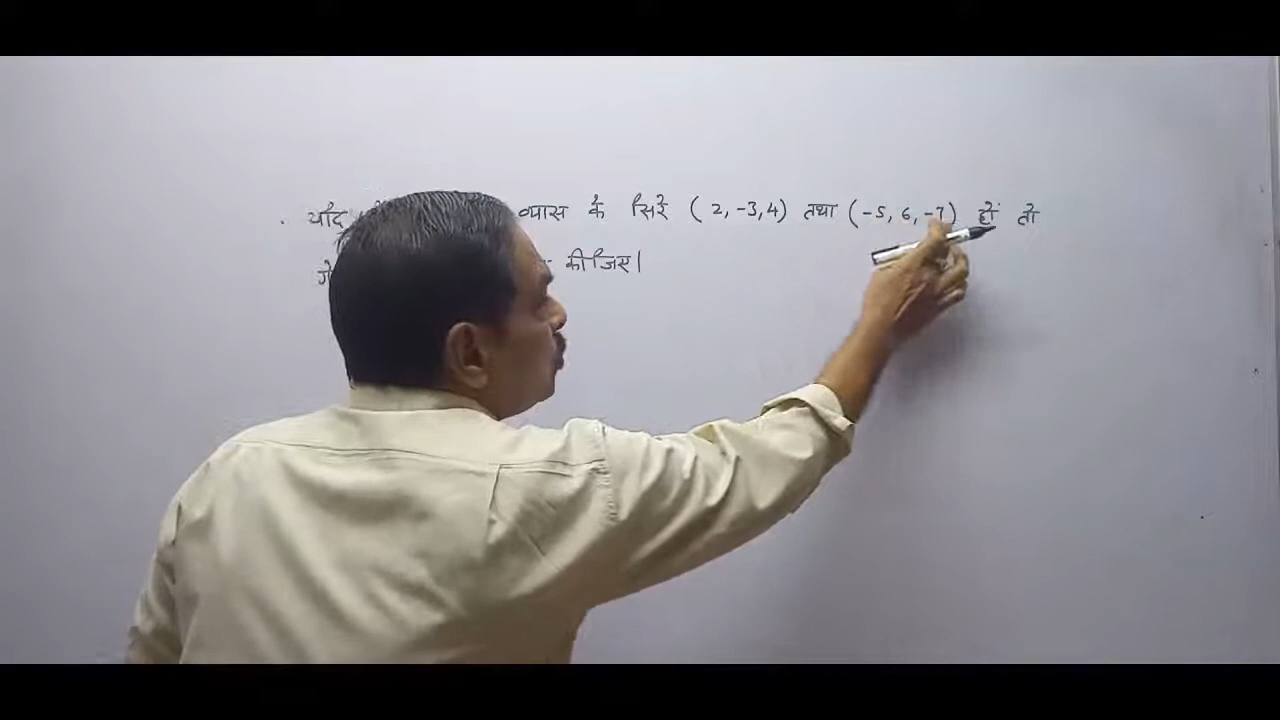 यदि व्यास के सिरे ( 2, -3, 4) तथा (-5, 6, -7) हों तो
कीजिए।